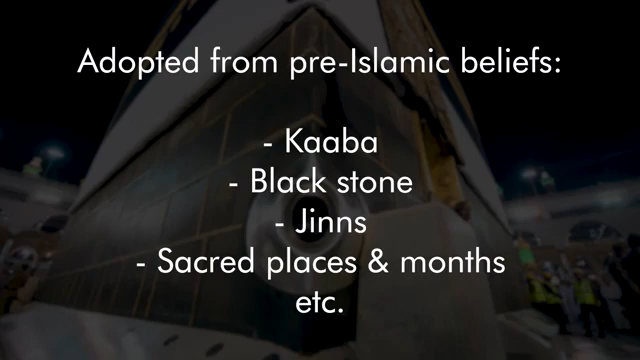 Adopted from pre-Islamic beliefs:
- Kaaba
- Black stone
- Jinns
- Sacred places & months
etc.